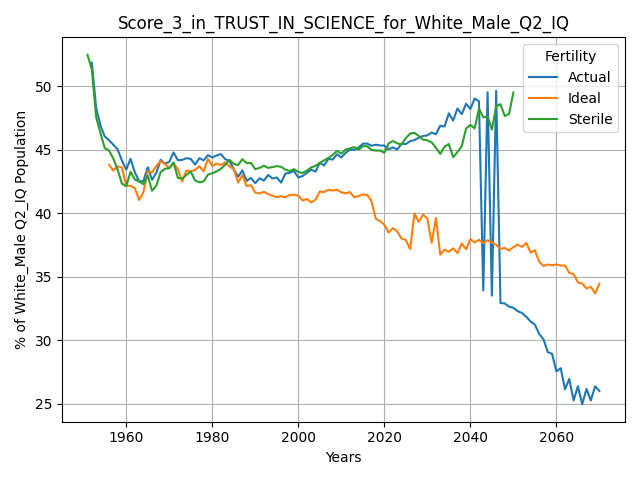 Score_3_in_TRUST_IN_SCIENCE_for_White_Male_Q2_IQ
Fertility
Actual
Ideal
Sterile
% of White_Male Q2_IQ Population
50
45
40
35
30
25
1960
1980
2000
2020
2040
2060
Years